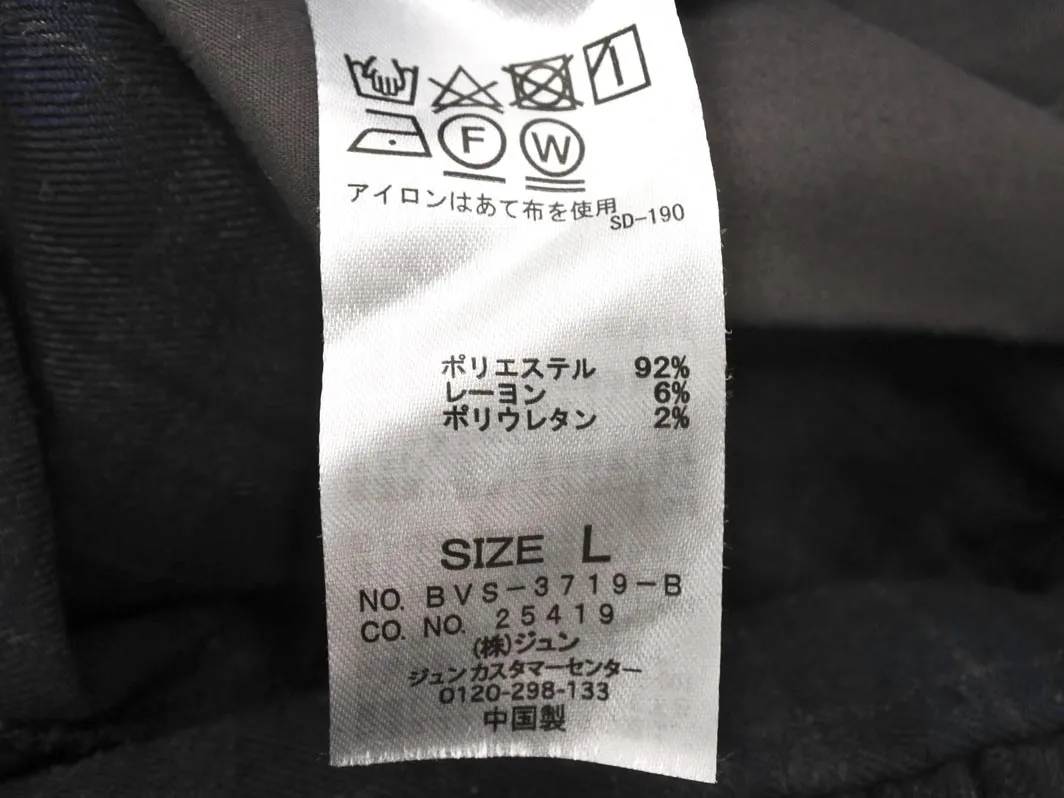 F W
アイロンはあて布を使用
SD-190
ポリエステル 92%
レーヨン 6%
ポリウレタン 2%
SIZE L
NO. BVS-3719-B
CO. NO. 25419
(株)ジュン
ジュンカスタマーセンター
0120-298-133
中国製